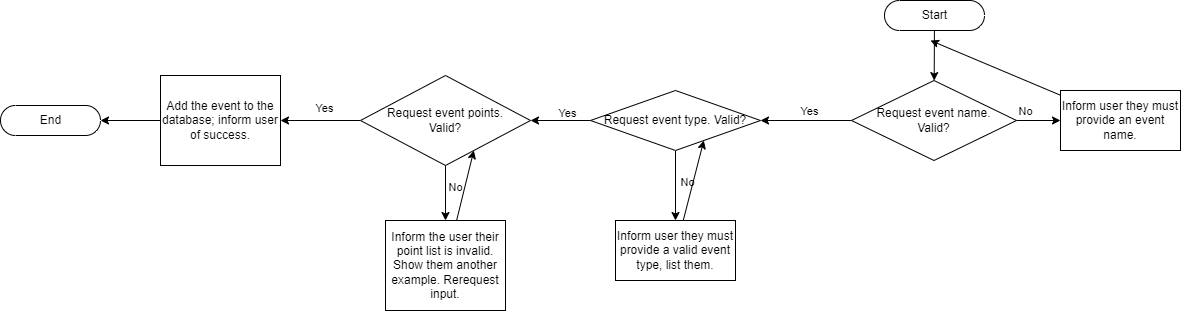 Start
Request event name.
Valid?
No
Inform user they must
provide an event
name.
Yes
Request event type. Valid?
No
Inform user they must
provide a valid event
type, list them.
Yes
Request event points.
Valid?
No
Inform the user their
point list is invalid.
Show them another
example. Rerequest
input.
Yes
Add the event to the
database; inform user
of success.
End